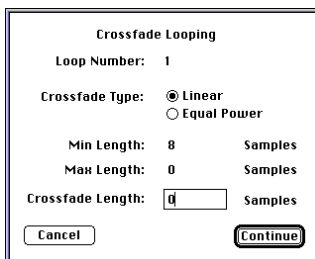 Crossfade Looping
Loop Number: 1
Crossfade Type: Linear
Equal Power
Min Length: 8 Samples
Max Length: 0 Samples
Crossfade Length: 0 Samples
Cancel Continue